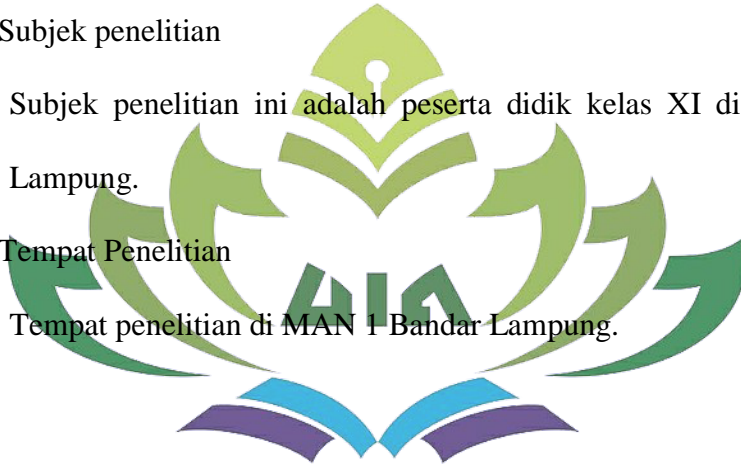 Subjek penelitian
Subjek penelitian ini adalah peserta didik kelas XI di
Lampung.
Tempat Penelitian
UIN
Tempat penelitian di MAN 1 Bandar Lampung.